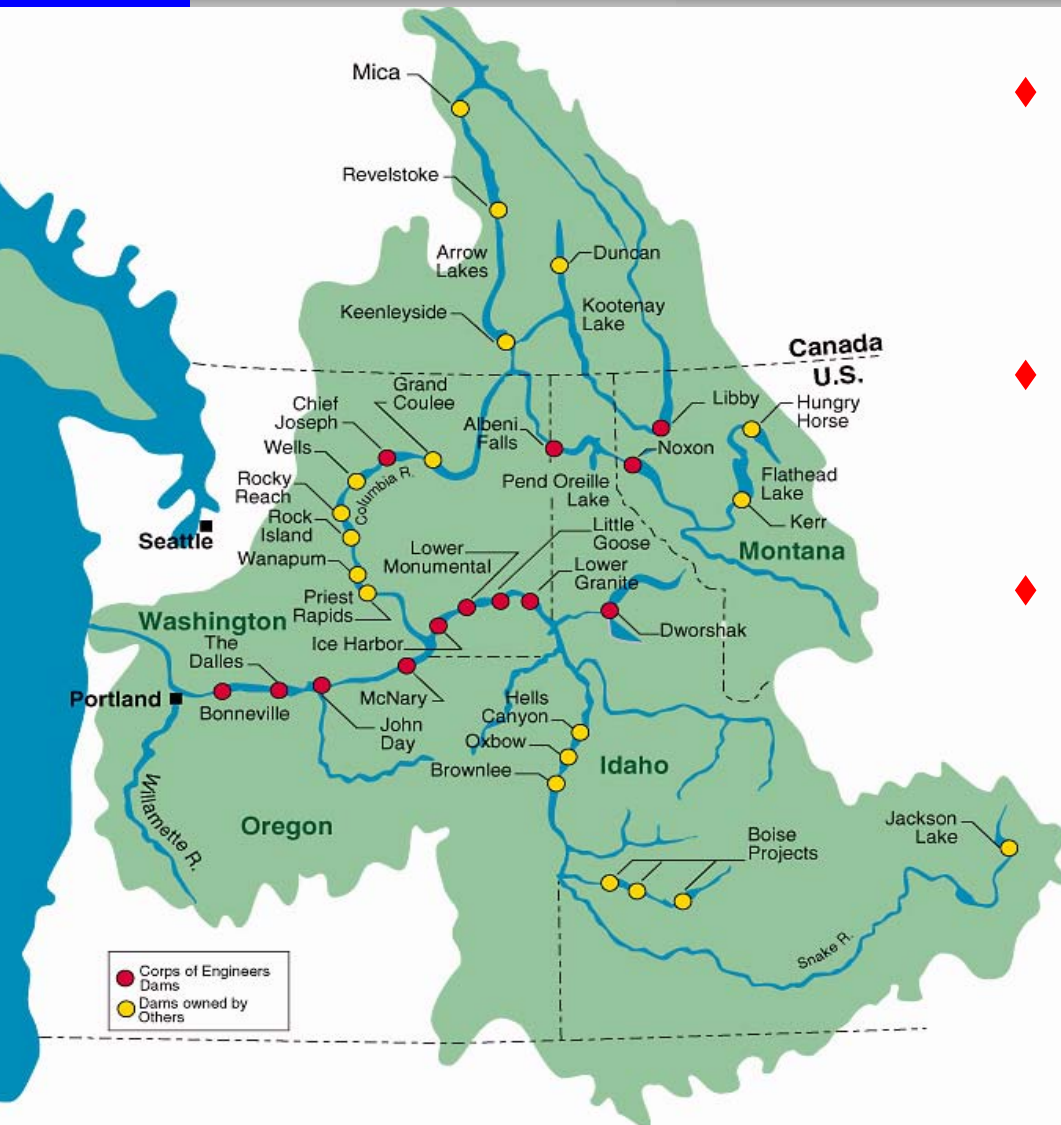 Mica
Revelstoke
Arrow
Lakes
Duncan
Keenleyside
Kootenay
Lake
Canada
U.S.
Grand
Coulee
Chief
Joseph
Albeni
Falls
Libby
Hungry
Horse
Wells
Noxon
Rocky
Reach
Columbia R.
Pend Oreille
Lake
Flathead
Lake
Rock
Island
Kerr
Seattle
Little
Goose
Wanapum
Lower
Monumental
Lower
Granite
Montana
Priest
Rapids
Washington
Ice Harbor
Dworshak
The
Dalles
Portland
Bonneville
McNary
John
Day
Hells
Canyon
Oxbow
Brownlee
Idaho
Willamette R.
Oregon
Boise
Projects
Jackson
Lake
Snake R.
Corps of Engineers
Dams
Dams owned by
Others